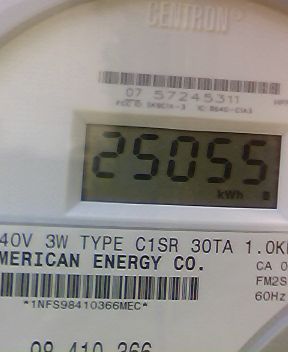 CENTRON®
07 57245311
25055
kWh
40V 3W TYPE C1SR 30TA 1.0K
MERICAN ENERGY CO.
CA 0
FM2S
60Hz
*1NFS98410366MEC*
98 410 366